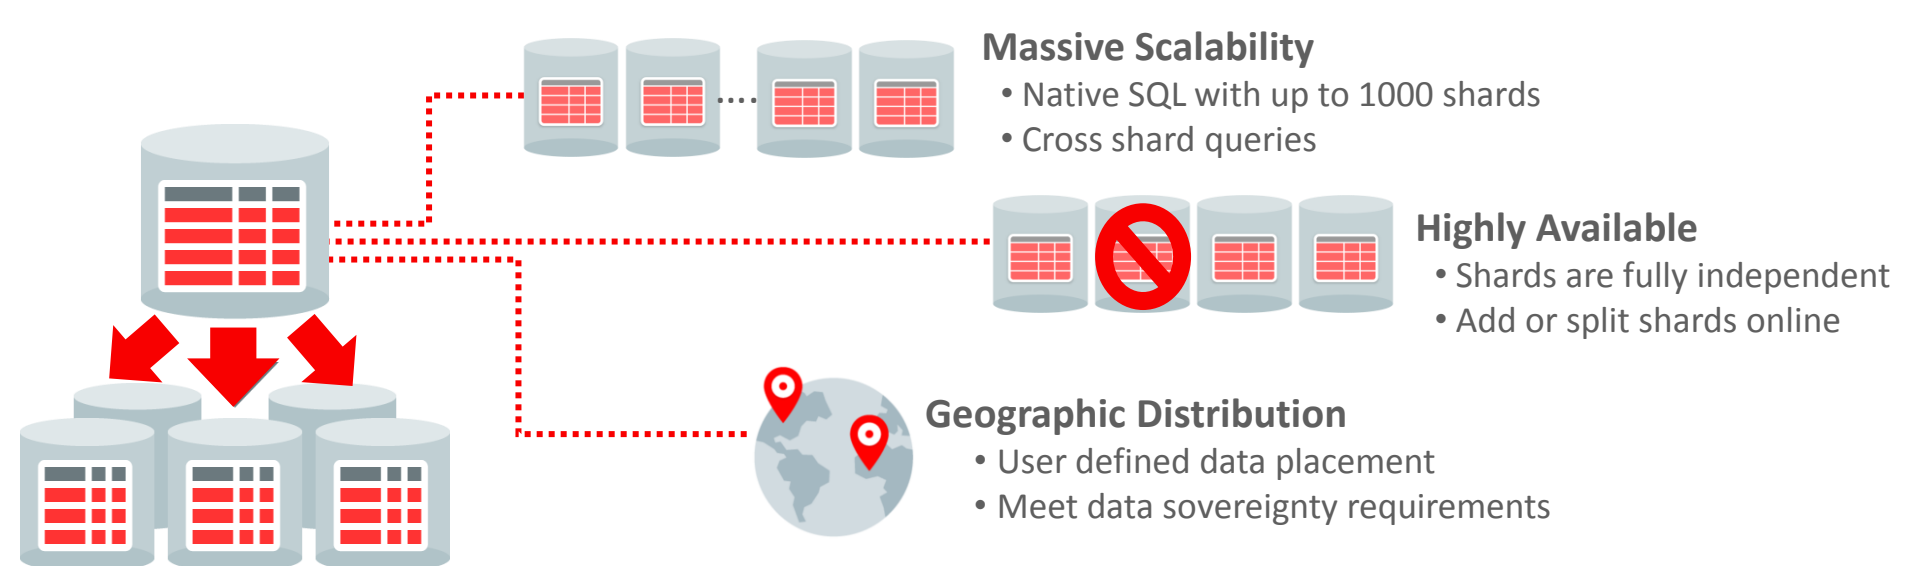 Massive Scalability
• Native SQL with up to 1000 shards
• Cross shard queries
Highly Available
• Shards are fully independent
• Add or split shards online
Geographic Distribution
• User defined data placement
• Meet data sovereignty requirements